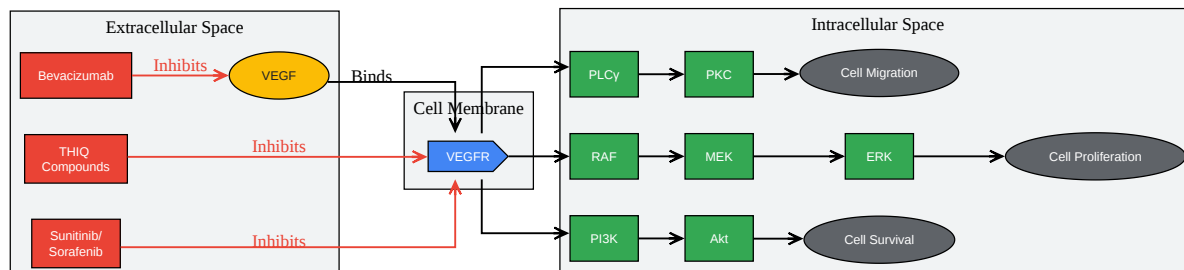 Extracellular Space
Intracellular Space
Bevacizumab
Inhibits
VEGF
Binds
Cell Membrane
PLCγ
PKC
Cell Migration
THIQ
Compounds
Inhibits
VEGFR
RAF
MEK
ERK
Cell Proliferation
Sunitinib/
Sorafenib
Inhibits
PI3K
Akt
Cell Survival